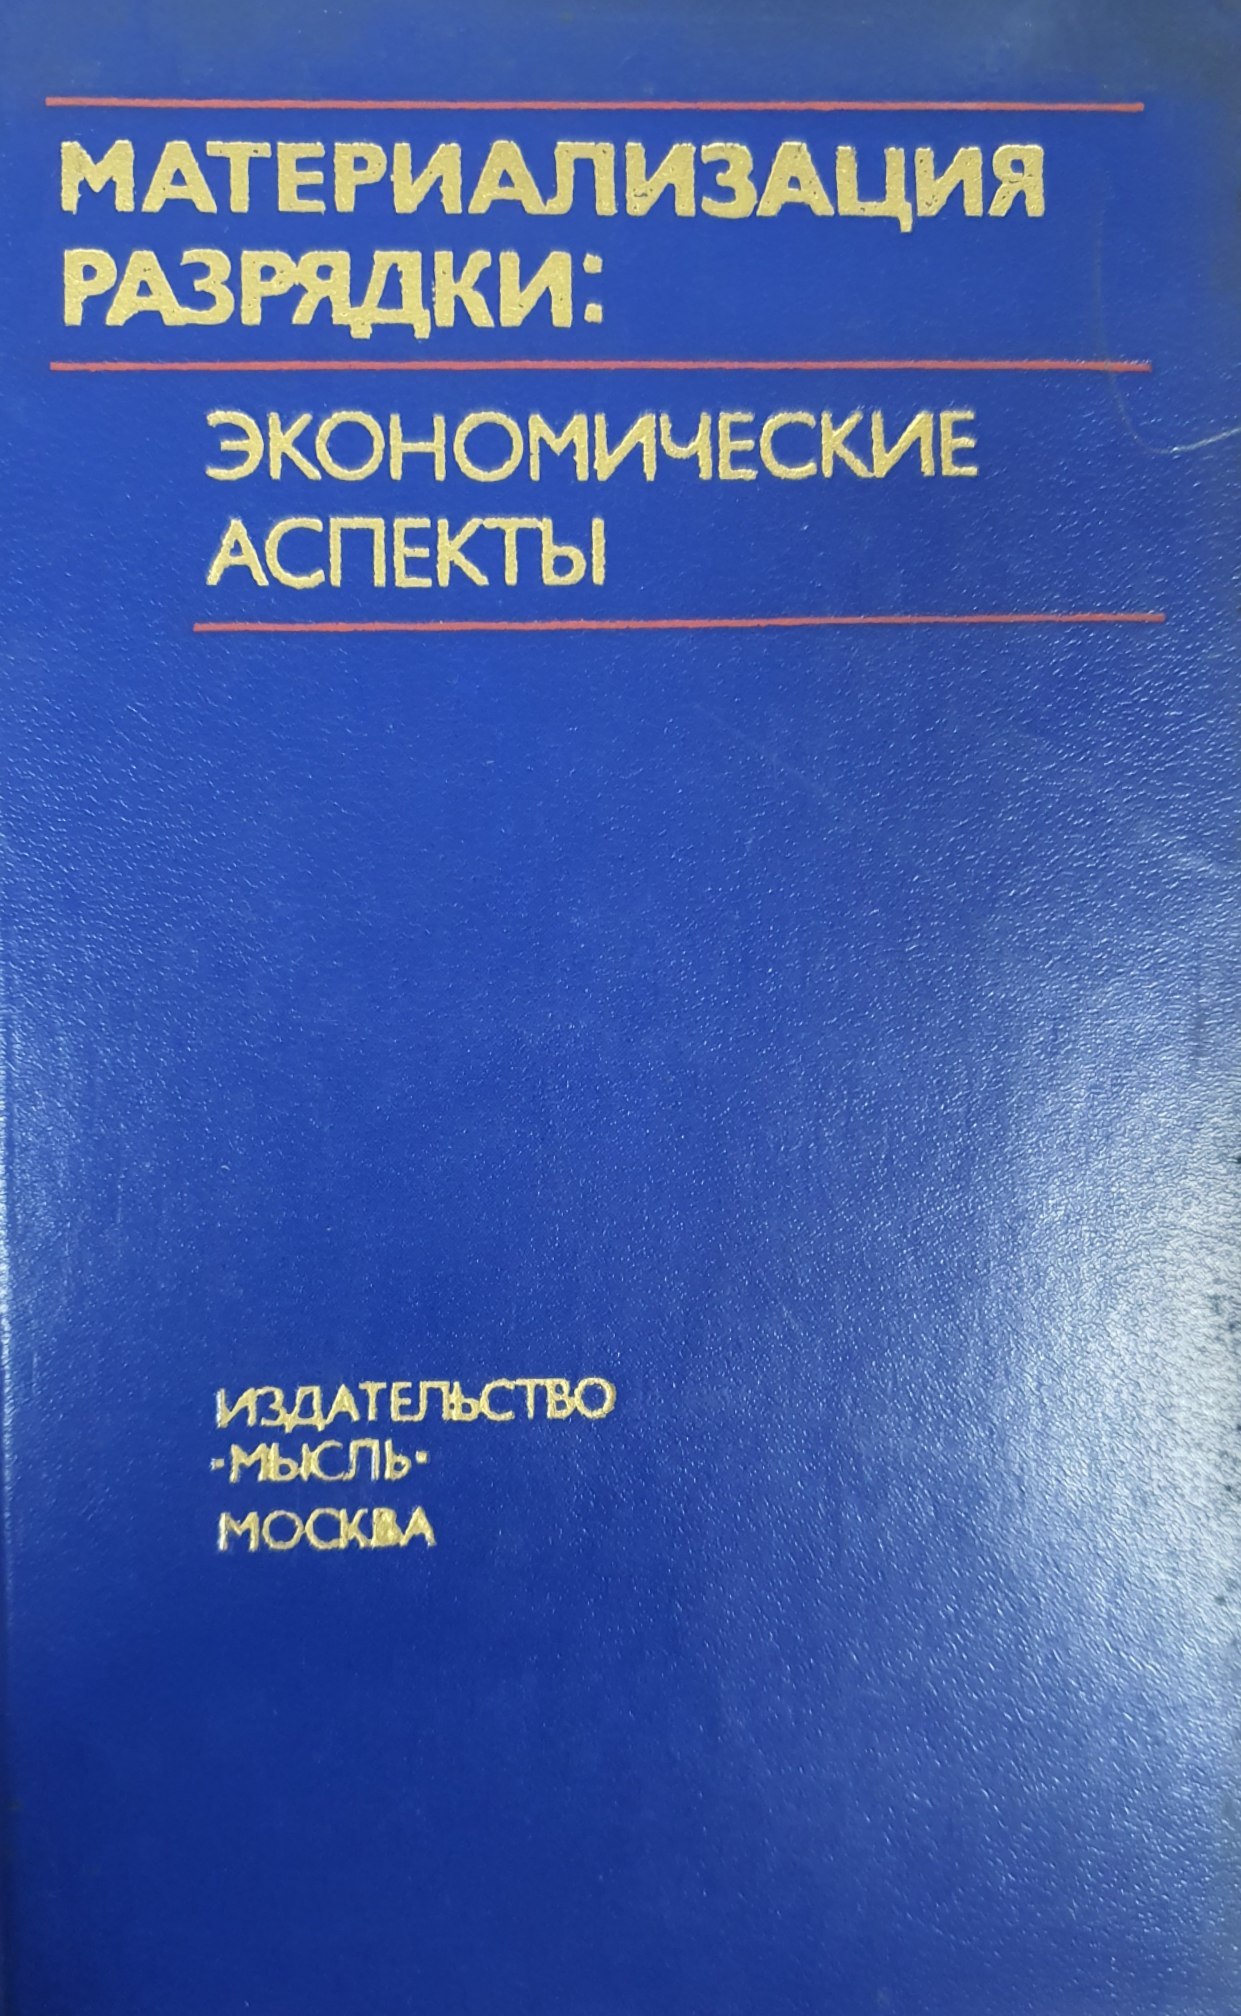 МАТЕРИАЛИЗАЦИЯ
РАЗРЯДКИ:
ЭКОНОМИЧЕСКИЕ
АСПЕКТЫ
ИЗДАТЕЛЬСТВО
·МЫСЛЬ·
МОСКВА